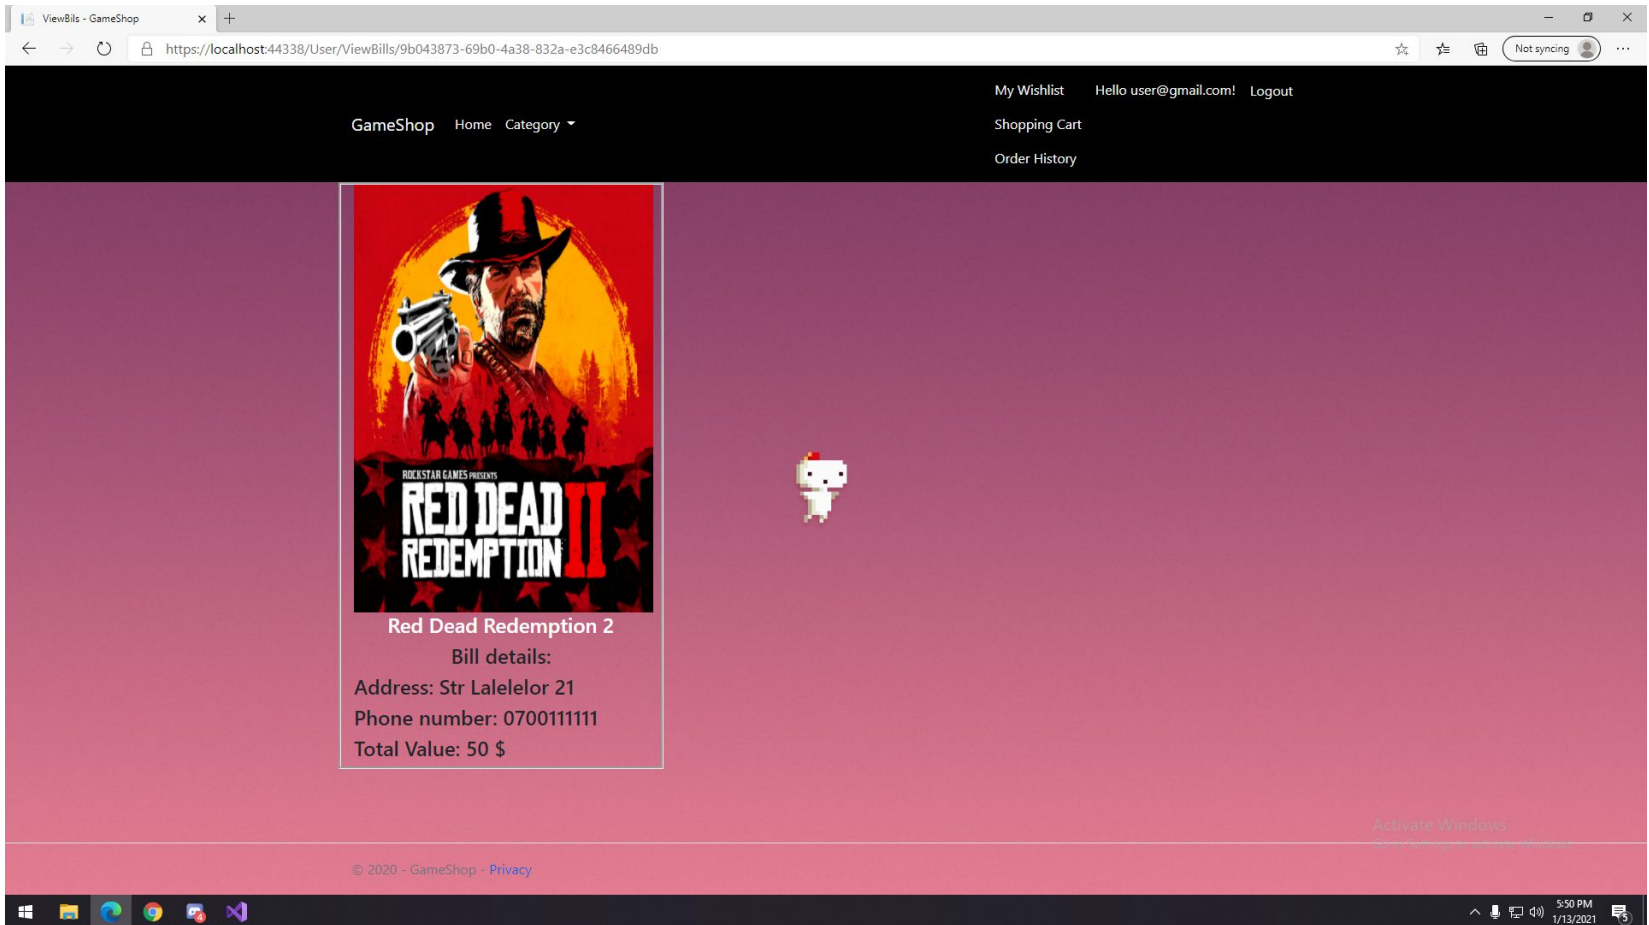 ViewBils - GameShop
https://localhost:44338/User/ViewBills/9b043873-69b0-4a38-832a-e3c8466489db
Not syncing
My Wishlist Hello user@gmail.com! Logout
GameShop Home Category Shopping Cart
Order History
ROCKSTAR GAMES PRESENTS
RED DEAD
REDEMPTION II
Red Dead Redemption 2
Bill details:
Address: Str Lalelelor 21
Phone number: 0700111111
Total Value: 50 $
Activate Windows
© 2020 - GameShop - Privacy
4
5:50 PM
1/13/2021
5